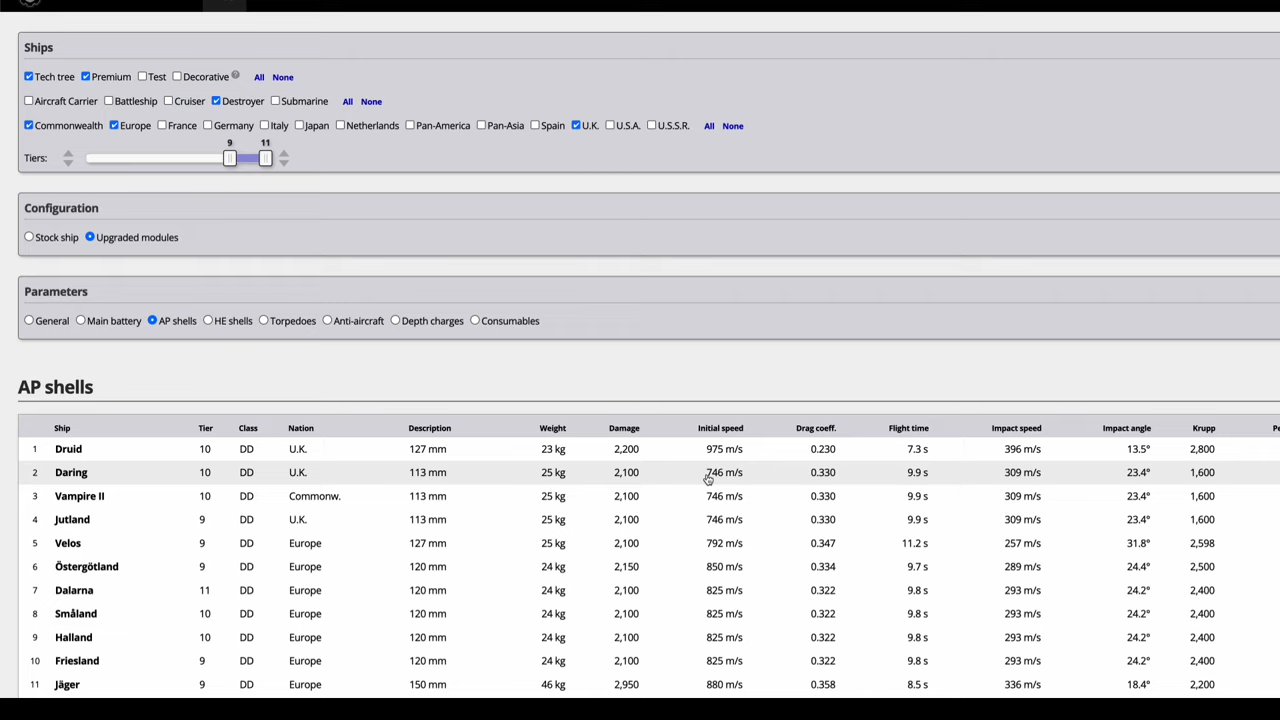 Ships
Tech tree Premium Test Decorative ? All None
Aircraft Carrier Battleship Cruiser Destroyer Submarine All None
Commonwealth Europe France Germany Italy Japan Netherlands Pan-America Pan-Asia Spain U.K. U.S.A. U.S.S.R. All None
9 11
Tiers:
Configuration
Stock ship Upgraded modules
Parameters
General Main battery AP shells HE shells Torpedoes Anti-aircraft Depth charges Consumables
AP shells
Ship Tier Class Nation Description Weight Damage Initial speed Drag coeff. Flight time Impact speed Impact angle Krupp
1 Druid 10 DD U.K. 127 mm 23 kg 2,200 975 m/s 0.230 7.3 s 396 m/s 13.5° 2,800
2 Daring 10 DD U.K. 113 mm 25 kg 2,100 746 m/s 0.330 9.9 s 309 m/s 23.4° 1,600
3 Vampire II 10 DD Commonw. 113 mm 25 kg 2,100 746 m/s 0.330 9.9 s 309 m/s 23.4° 1,600
4 Jutland 9 DD U.K. 113 mm 25 kg 2,100 746 m/s 0.330 9.9 s 309 m/s 23.4° 1,600
5 Velos 9 DD Europe 127 mm 25 kg 2,100 792 m/s 0.347 11.2 s 257 m/s 31.8° 2,598
6 Östergötland 9 DD Europe 120 mm 24 kg 2,150 850 m/s 0.334 9.7 s 289 m/s 24.4° 2,500
7 Dalarna 11 DD Europe 120 mm 24 kg 2,100 825 m/s 0.322 9.8 s 293 m/s 24.2° 2,400
8 Småland 10 DD Europe 120 mm 24 kg 2,100 825 m/s 0.322 9.8 s 293 m/s 24.2° 2,400
9 Halland 10 DD Europe 120 mm 24 kg 2,100 825 m/s 0.322 9.8 s 293 m/s 24.2° 2,400
10 Friesland 9 DD Europe 120 mm 24 kg 2,100 825 m/s 0.322 9.8 s 293 m/s 24.2° 2,400
11 Jäger 9 DD Europe 150 mm 46 kg 2,950 880 m/s 0.358 8.5 s 336 m/s 18.4° 2,200